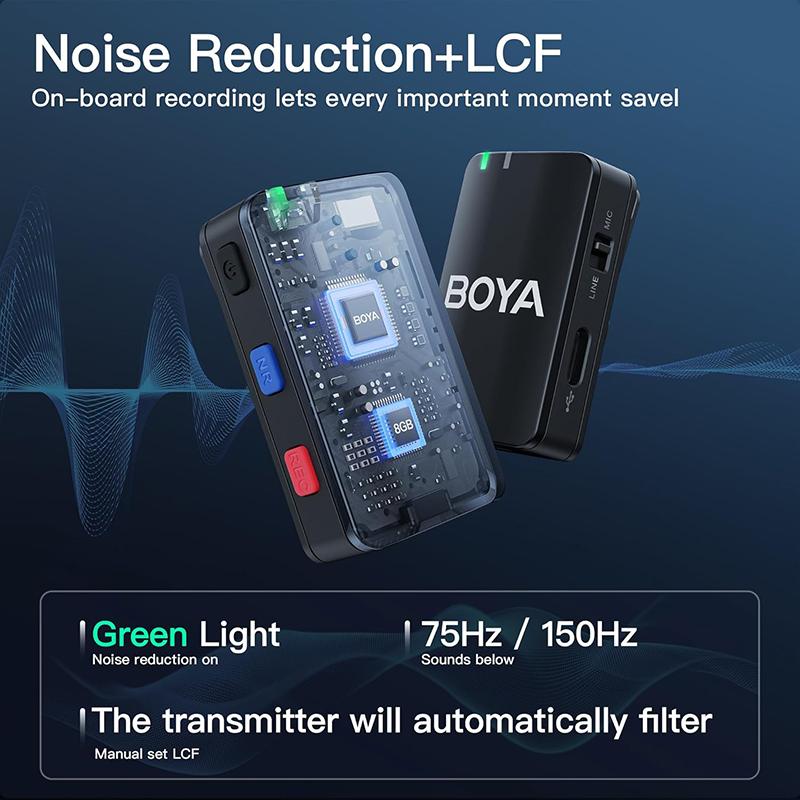 Noise Reduction+LCF
On-board recording lets every important moment savel
BOYA
NR
8GB
REC
BOYA
MIC
LINE
Green Light
Noise reduction on
75Hz / 150Hz
Sounds below
The transmitter will automatically filter
Manual set LCF